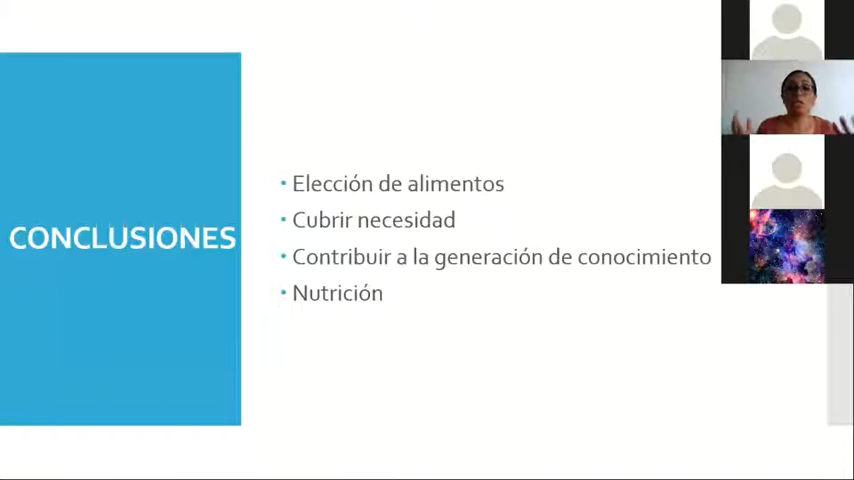 CONCLUSIONES
• Elección de alimentos
• Cubrir necesidad
• Contribuir a la generación de conocimiento
• Nutrición